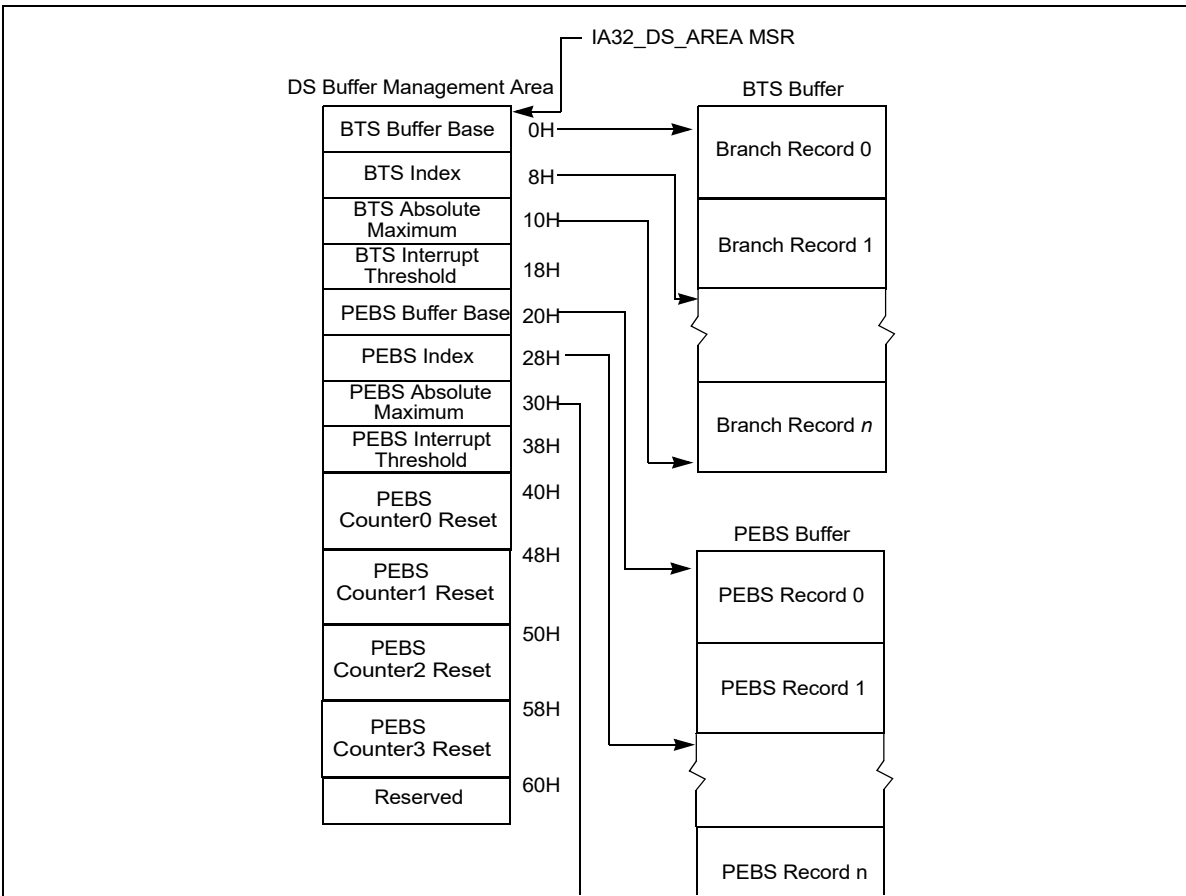 IA32_DS_AREA MSR
DS Buffer Management Area
BTS Buffer Base
0H
BTS Index
8H
BTS Absolute
Maximum
10H
BTS Interrupt
Threshold
18H
PEBS Buffer Base
20H
PEBS Index
28H
PEBS Absolute
Maximum
30H
PEBS Interrupt
Threshold
38H
PEBS
Counter0 Reset
40H
PEBS
Counter1 Reset
48H
PEBS
Counter2 Reset
50H
PEBS
Counter3 Reset
58H
Reserved
60H
BTS Buffer
Branch Record 0
Branch Record 1
Branch Record n
PEBS Buffer
PEBS Record 0
PEBS Record 1
PEBS Record n